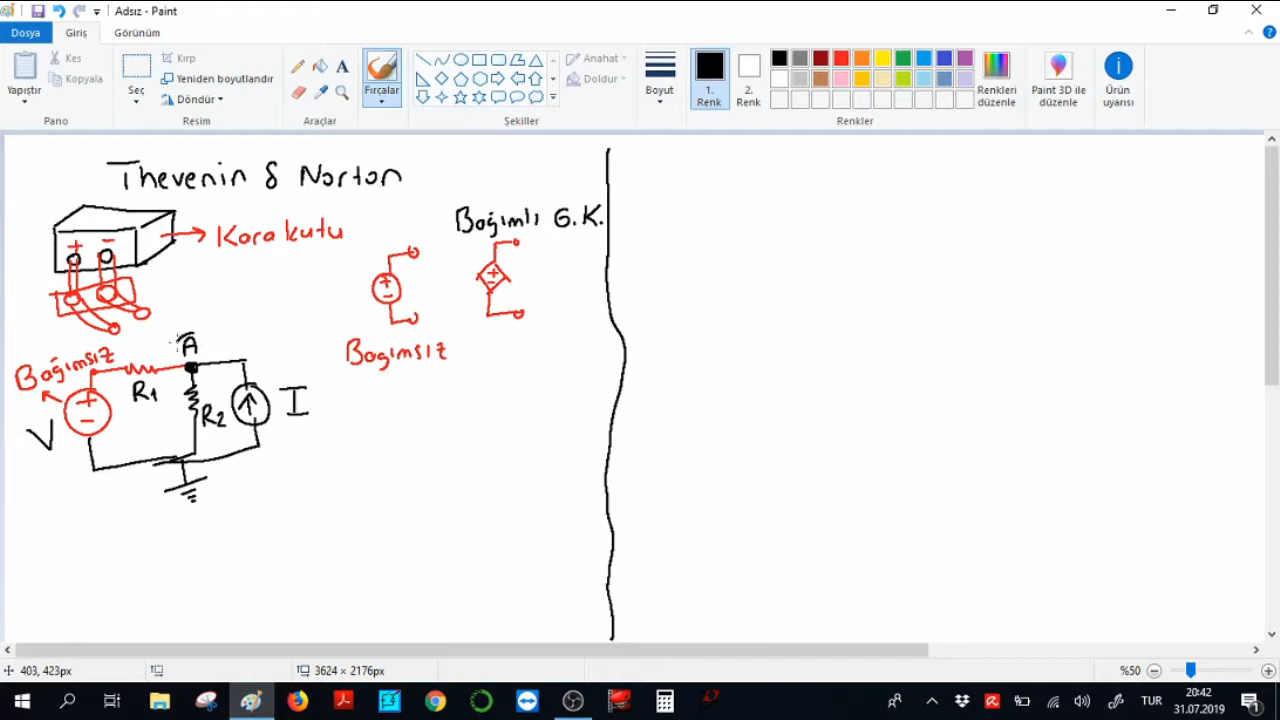 Adsız - Paint
Dosya Giriş Görünüm
Yapıştır
Kes
Kopyala
Pano
Seç
Kırp
Yeniden boyutlandır
Döndür
Resim
A
Araçlar
Fırçalar
Anahat
Doldur
Şekiller
Boyut
1. Renk
2. Renk
Renkleri düzenle
Renkler
Paint 3D ile düzenle
Ürün uyarısı
Thevenin & Norton
+ -
Kara kutu
Bağımlı G.K.
+
-
+
-
Bağımsız
A
Bağımsız
R1
+
-
V
R2
I
403, 423px
3624 × 2176px
%50
TUR
20:42
31.07.2019
1